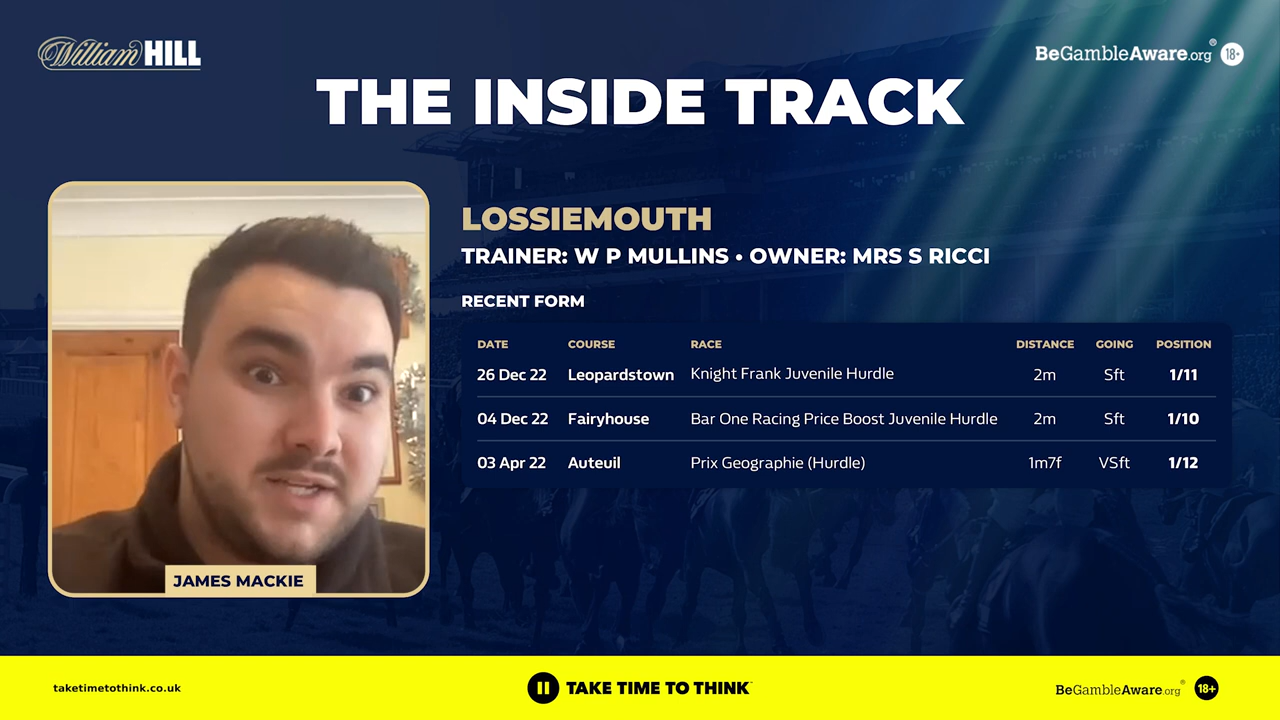 William HILL
BeGambleAware.org® 18+
THE INSIDE TRACK
LOSSIEMOUTH
TRAINER: W P MULLINS • OWNER: MRS S RICCI
RECENT FORM
DATE COURSE RACE DISTANCE GOING POSITION
26 Dec 22 Leopardstown Knight Frank Juvenile Hurdle 2m Sft 1/11
04 Dec 22 Fairyhouse Bar One Racing Price Boost Juvenile Hurdle 2m Sft 1/10
03 Apr 22 Auteuil Prix Geographie (Hurdle) 1m7f VSft 1/12
JAMES MACKIE
taketimetothink.co.uk TAKE TIME TO THINK BeGambleAware.org® 18+